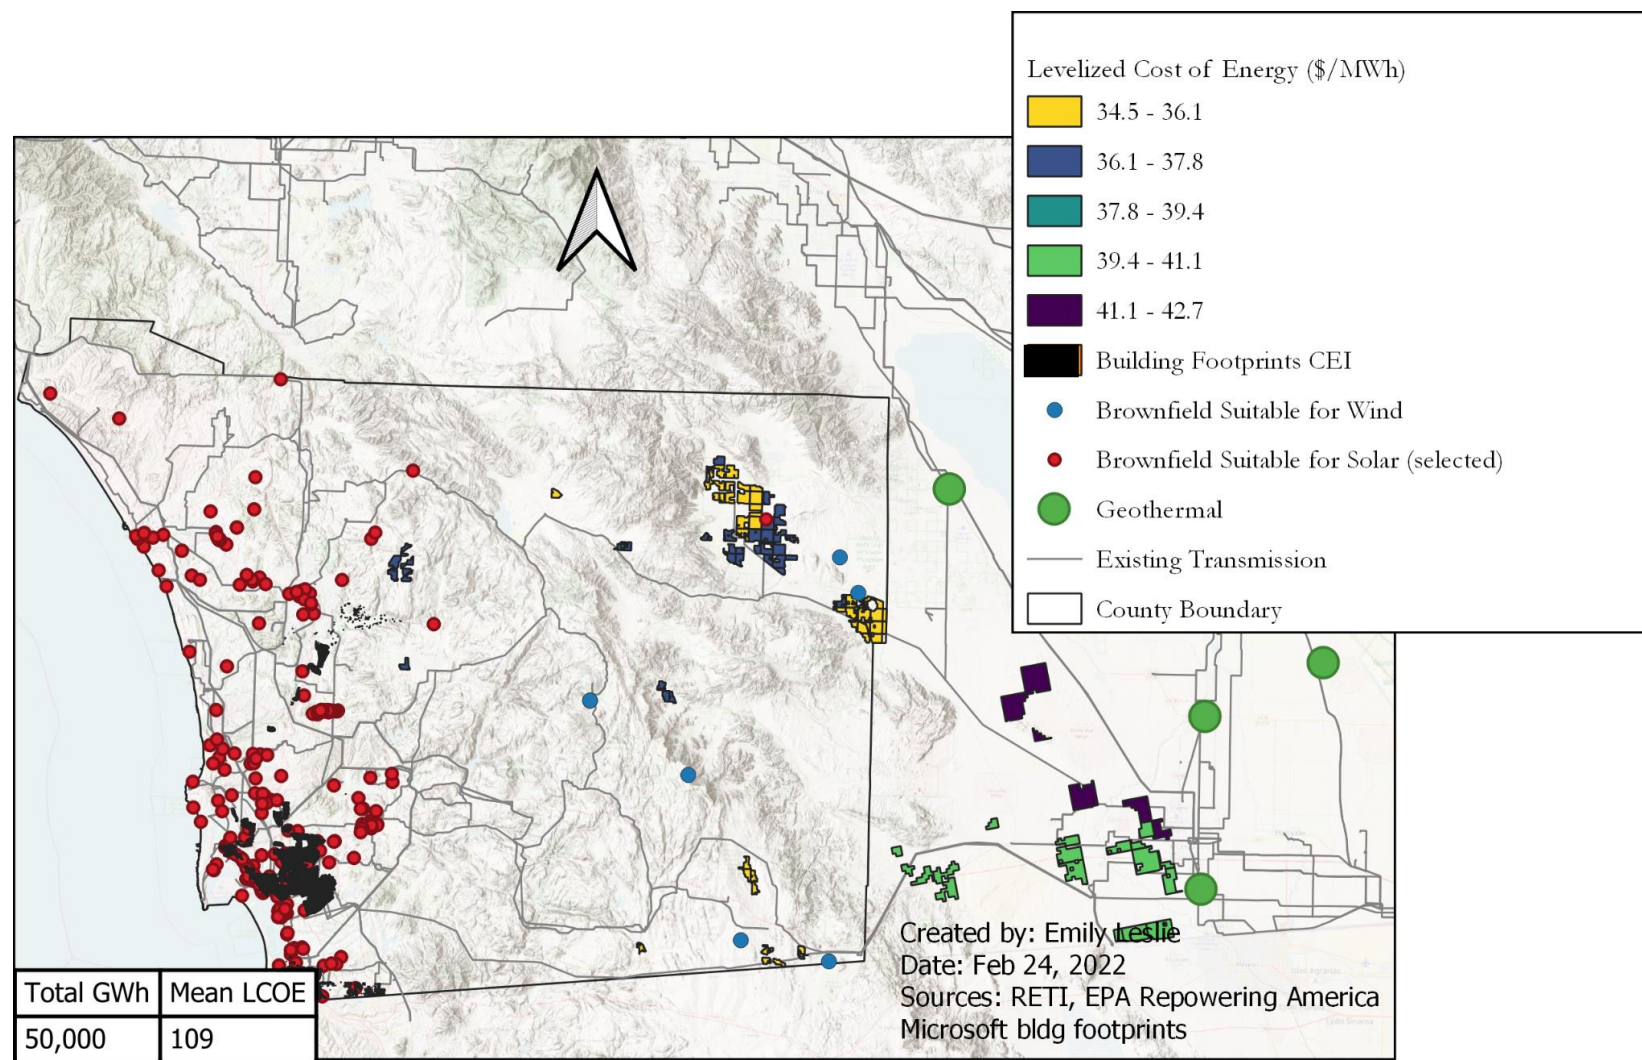 Levelized Cost of Energy ($/MWh)
34.5 - 36.1
36.1 - 37.8
37.8 - 39.4
39.4 - 41.1
41.1 - 42.7
Building Footprints CEI
Brownfield Suitable for Wind
Brownfield Suitable for Solar (selected)
Geothermal
Existing Transmission
County Boundary
Created by: Emily Leslie
Date: Feb 24, 2022
Sources: RETI, EPA Repowering America
Microsoft bldg footprints
Total GWh Mean LCOE
50,000 109